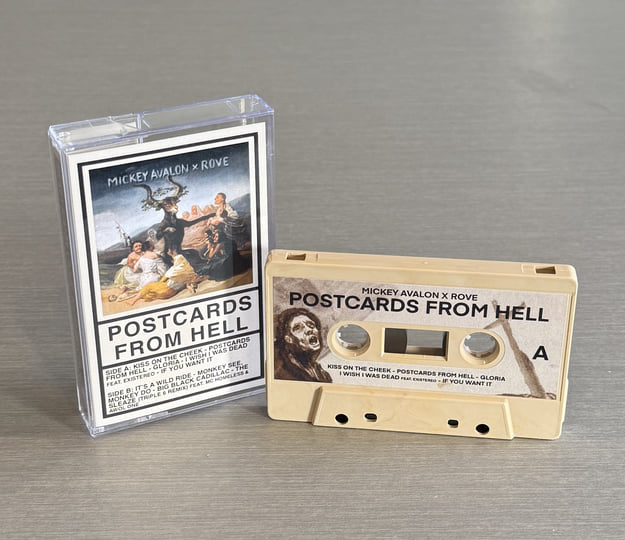 MICKEY AVALON x ROVE
POSTCARDS
FROM HELL
SIDE A: KISS ON THE CHEEK - POSTCARDS
FROM HELL - GLORIA - I WISH I WAS DEAD
FEAT. EXISTEREO - IF YOU WANT IT
SIDE B: IT'S A WILD RIDE - MONKEY SEE,
MONKEY DO - BIG BLACK CADILLAC - THE
SLEAZE (TRIPLE 6 REMIX) FEAT. MC HOMELESS &
AWOL ONE
MICKEY AVALON X ROVE
POSTCARDS FROM HELL
A
KISS ON THE CHEEK - POSTCARDS FROM HELL - GLORIA
I WISH I WAS DEAD FEAT. EXISTEREO - IF YOU WANT IT